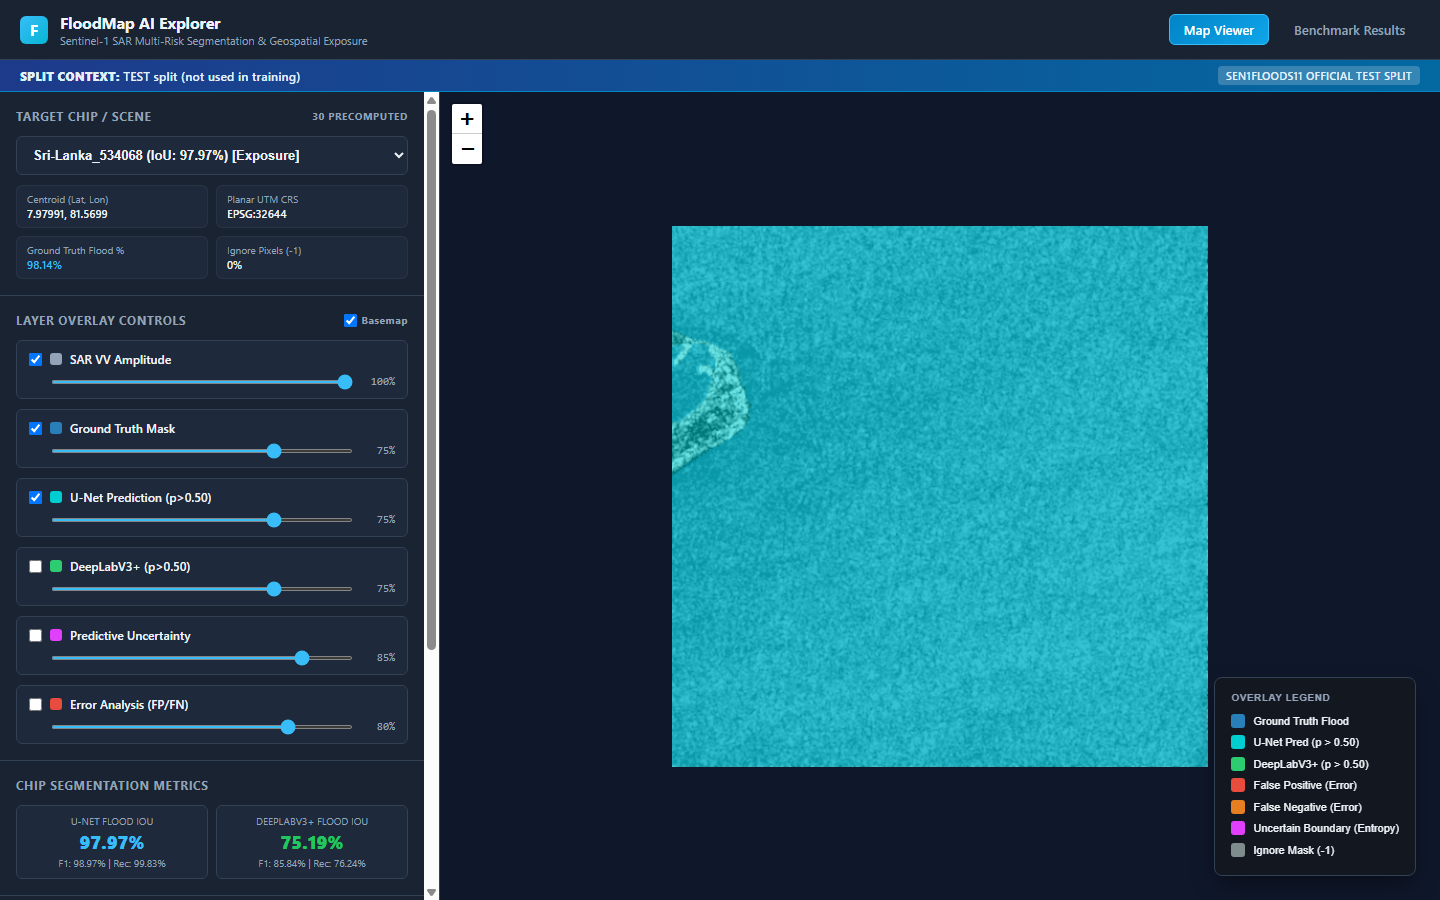 F
FloodMap AI Explorer
Sentinel-1 SAR Multi-Risk Segmentation & Geospatial Exposure
Map Viewer
Benchmark Results
SPLIT CONTEXT: TEST split (not used in training)
SEN1FLOODS11 OFFICIAL TEST SPLIT
TARGET CHIP / SCENE
30 PRECOMPUTED
Sri-Lanka_534068 (IoU: 97.97%) [Exposure]
Centroid (Lat, Lon)
7.97991, 81.5699
Planar UTM CRS
EPSG:32644
Ground Truth Flood %
98.14%
Ignore Pixels (-1)
0%
LAYER OVERLAY CONTROLS
Basemap
SAR VV Amplitude
100%
Ground Truth Mask
75%
U-Net Prediction (p>0.50)
75%
DeepLabV3+ (p>0.50)
75%
Predictive Uncertainty
85%
Error Analysis (FP/FN)
80%
CHIP SEGMENTATION METRICS
U-NET FLOOD IOU
97.97%
F1: 98.97% | Rec: 99.83%
DEEPLABV3+ FLOOD IOU
75.19%
F1: 85.84% | Rec: 76.24%
+
−
OVERLAY LEGEND
Ground Truth Flood
U-Net Pred (p > 0.50)
DeepLabV3+ (p > 0.50)
False Positive (Error)
False Negative (Error)
Uncertain Boundary (Entropy)
Ignore Mask (-1)